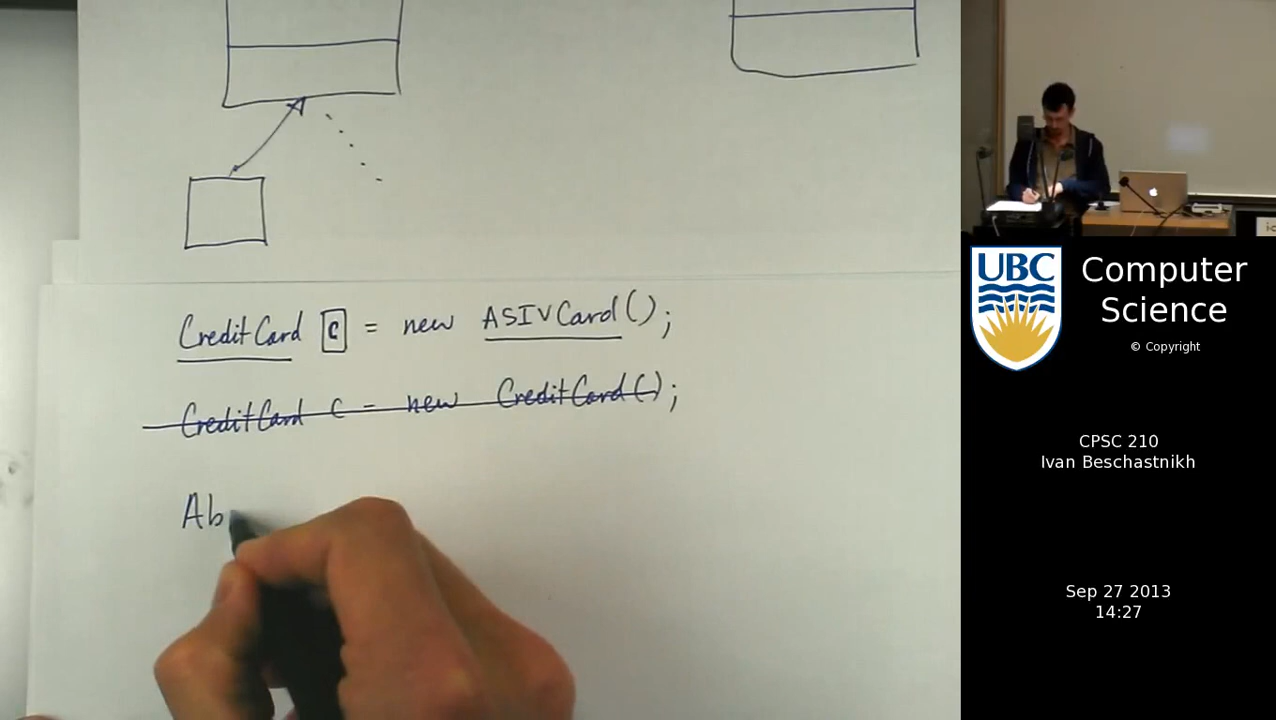 CreditCard c = new ASIVCard();
CreditCard c = new CreditCard();
Ab
UBC
Computer
Science
© Copyright
CPSC 210
Ivan Beschastnikh
Sep 27 2013
14:27